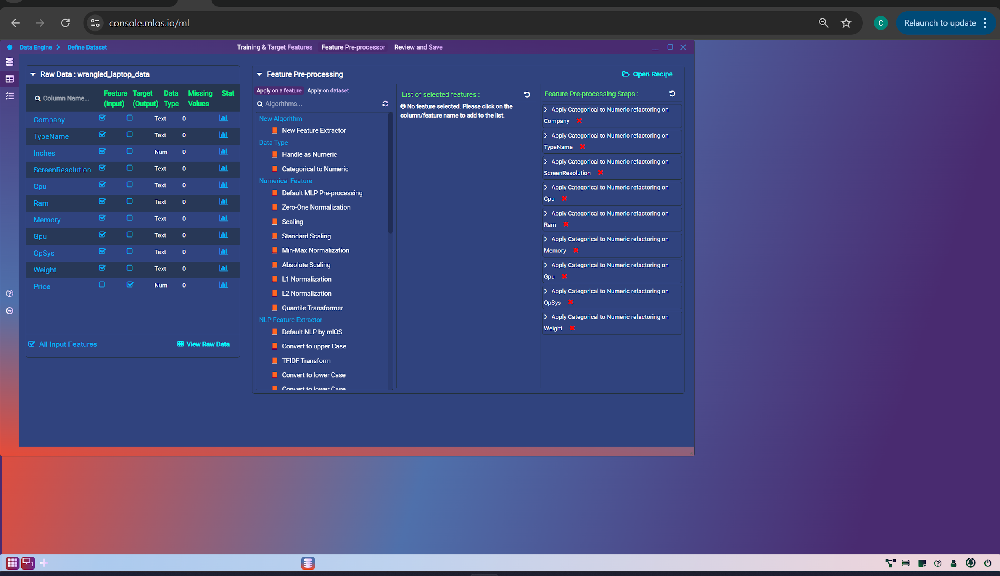 console.mlos.io/ml
C
Relaunch to update
Data Engine
Define Dataset
Training & Target Features
Feature Pre-processor
Review and Save
Raw Data : wrangled_laptop_data
Column Name...
Feature (Input)
Target (Output)
Data Type
Missing Values
Stat
Company Text 0
TypeName Text 0
Inches Num 0
ScreenResolution Text 0
Cpu Text 0
Ram Text 0
Memory Text 0
Gpu Text 0
OpSys Text 0
Weight Text 0
Price Num 0
All Input Features
View Raw Data
Feature Pre-processing
Open Recipe
Apply on a feature
Apply on dataset
Algorithms...
New Algorithm
New Feature Extractor
Data Type
Handle as Numeric
Categorical to Numeric
Numerical Feature
Default MLP Pre-processing
Zero-One Normalization
Scaling
Standard Scaling
Min-Max Normalization
Absolute Scaling
L1 Normalization
L2 Normalization
Quantile Transformer
NLP Feature Extractor
Default NLP by mlOS
Convert to upper Case
TFIDF Transform
Convert to lower Case
Convert to lower Case
List of selected features :
No feature selected. Please click on the
column/feature name to add to the list.
Feature Pre-processing Steps :
Apply Categorical to Numeric refactoring on
Company
Apply Categorical to Numeric refactoring on
TypeName
Apply Categorical to Numeric refactoring on
ScreenResolution
Apply Categorical to Numeric refactoring on
Cpu
Apply Categorical to Numeric refactoring on
Ram
Apply Categorical to Numeric refactoring on
Memory
Apply Categorical to Numeric refactoring on
Gpu
Apply Categorical to Numeric refactoring on
OpSys
Apply Categorical to Numeric refactoring on
Weight
1